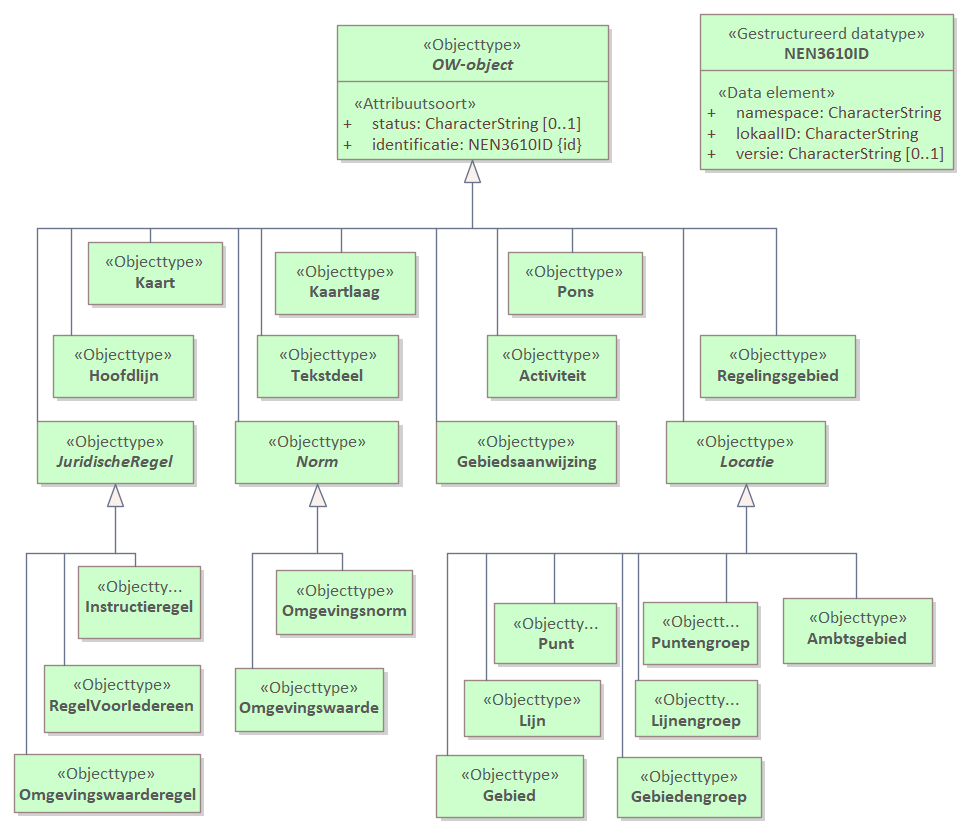 «Objecttype»
OW-object
«Attribuutsoort»
+ status: CharacterString [0..1]
+ identificatie: NEN3610ID {id}
«Gestructureerd datatype»
NEN3610ID
«Data element»
+ namespace: CharacterString
+ lokaalID: CharacterString
+ versie: CharacterString [0..1]
«Objecttype»
Kaart
«Objecttype»
Kaartlaag
«Objecttype»
Pons
«Objecttype»
Hoofdlijn
«Objecttype»
Tekstdeel
«Objecttype»
Activiteit
«Objecttype»
Regelingsgebied
«Objecttype»
JuridischeRegel
«Objecttype»
Norm
«Objecttype»
Gebiedsaanwijzing
«Objecttype»
Locatie
«Objectty...
Instructieregel
«Objecttype»
Omgevingsnorm
«Objectty...
Punt
«Objectt...
Puntengroep
«Objecttype»
Ambtsgebied
«Objecttype»
RegelVoorIedereen
«Objecttype»
Omgevingswaarde
«Objecttype»
Lijn
«Objectty...
Lijnengroep
«Objecttype»
Omgevingswaarderegel
«Objecttype»
Gebied
«Objecttype»
Gebiedengroep